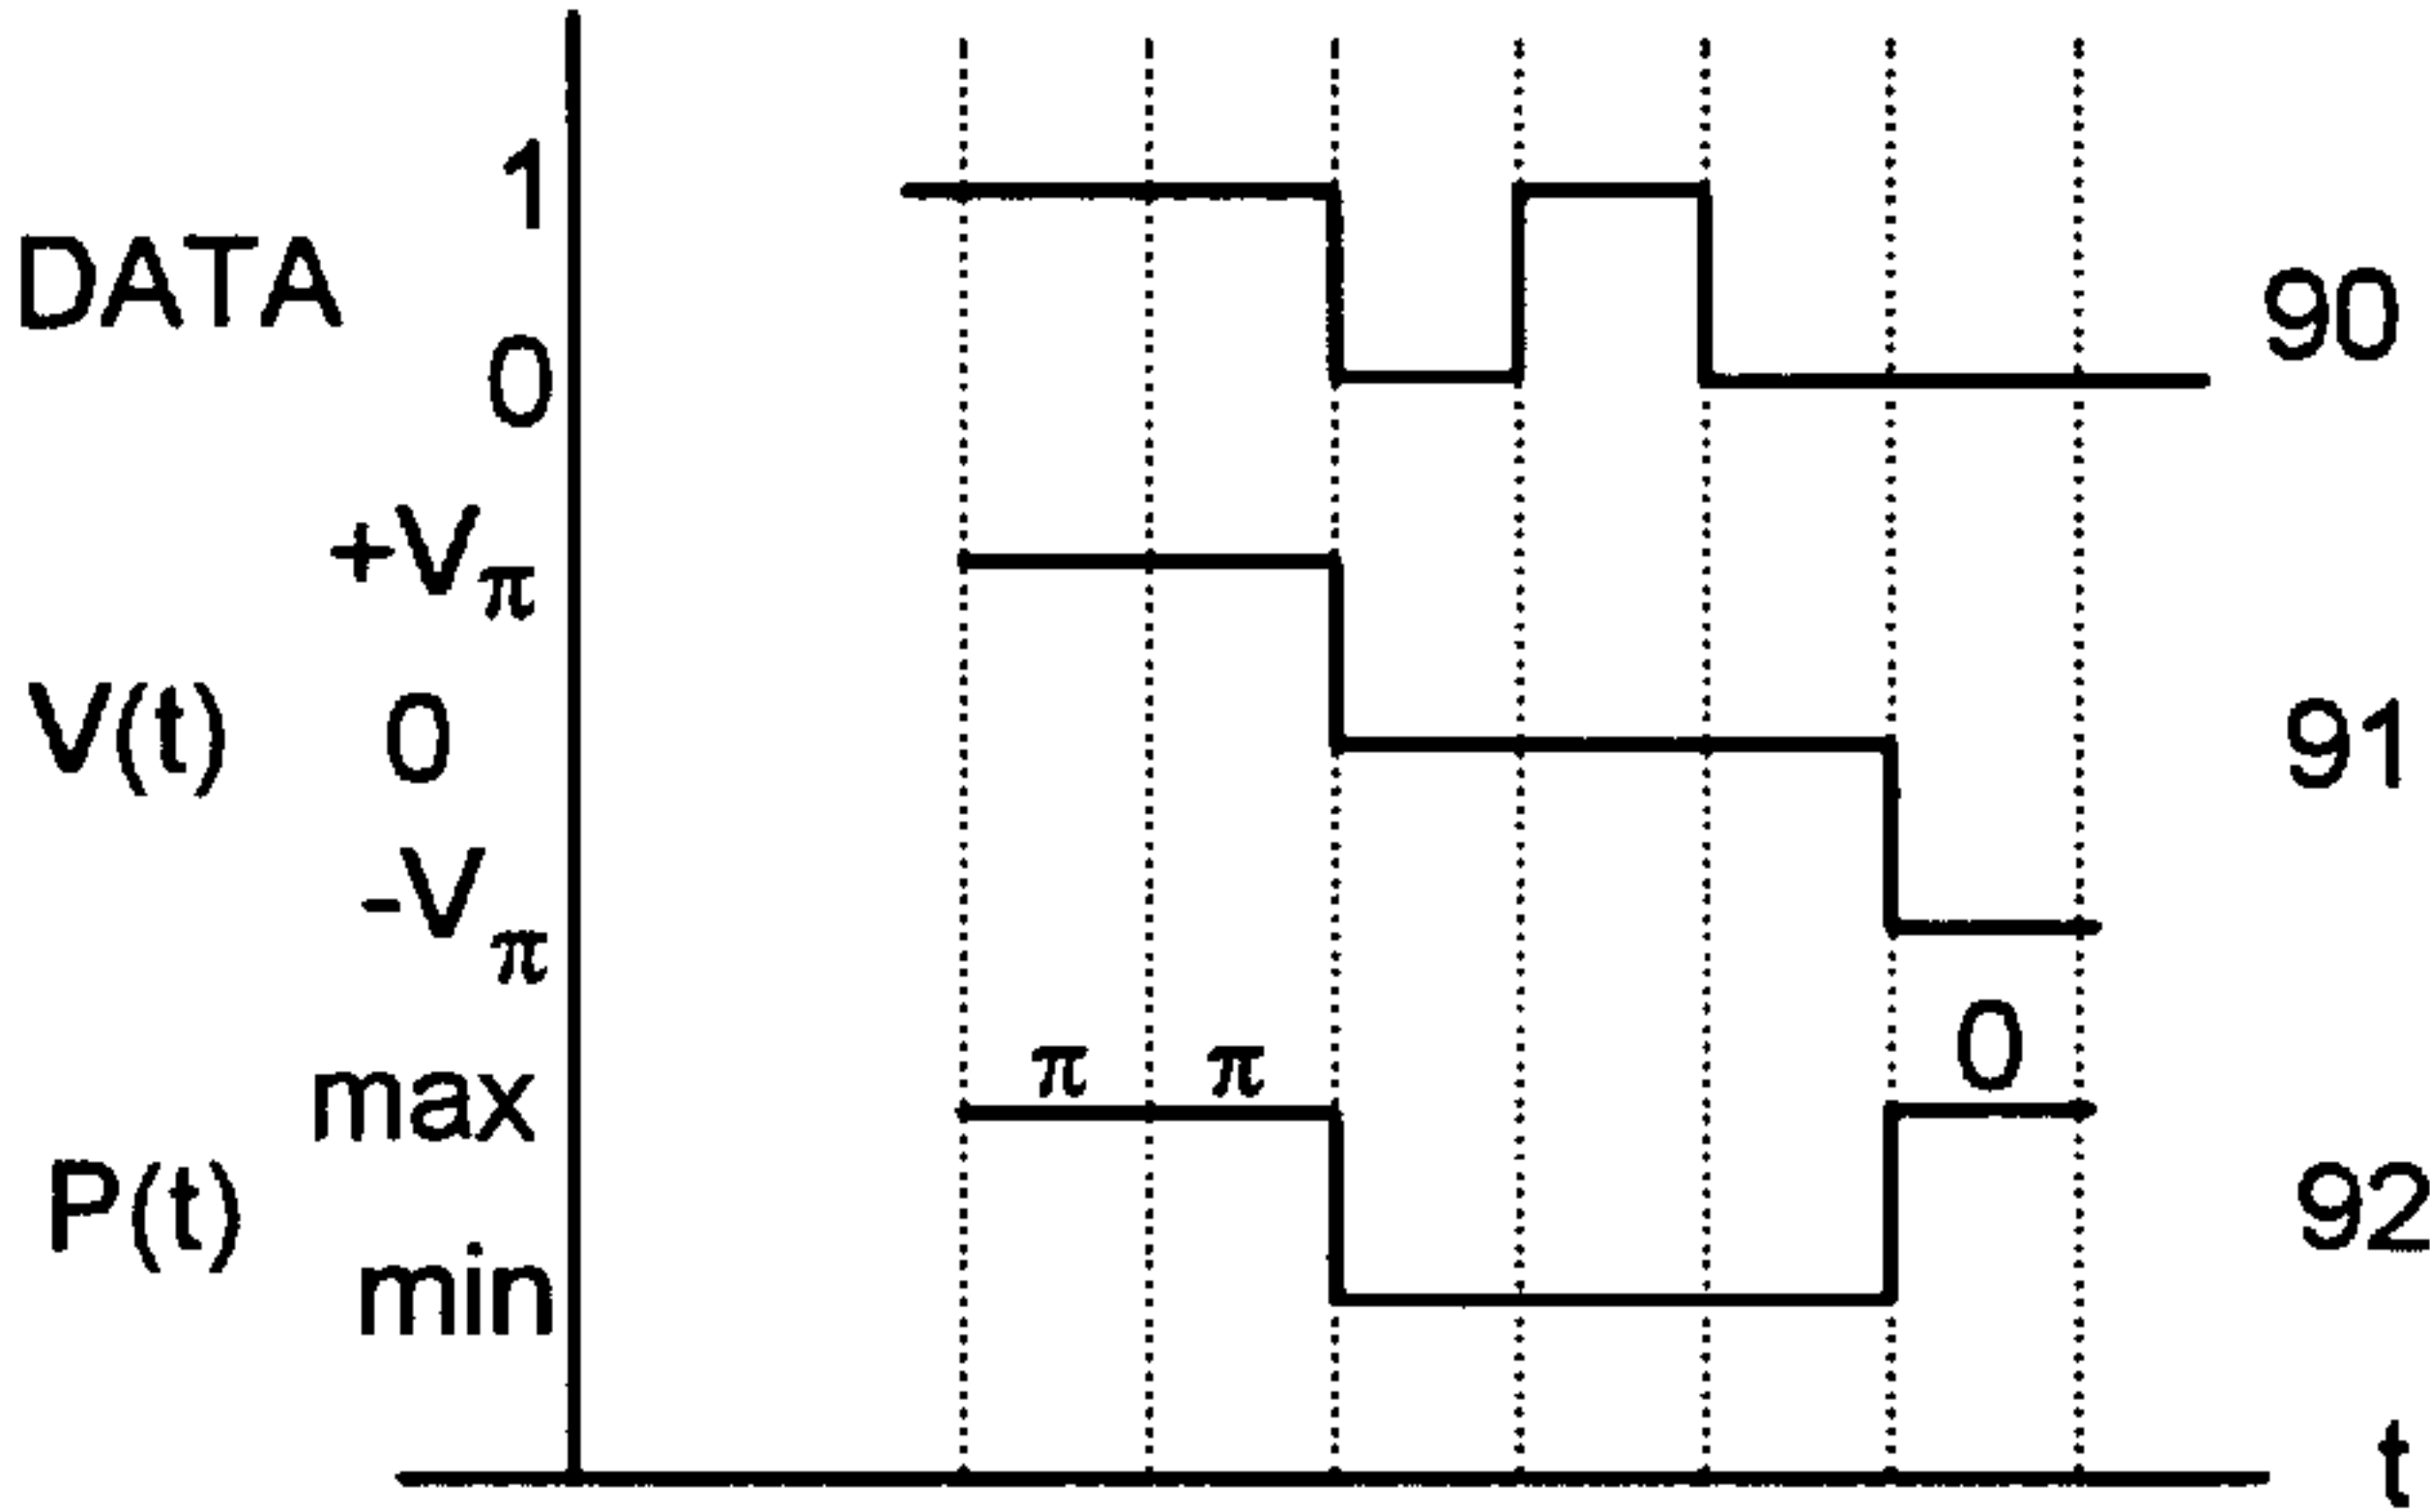 1
DATA
90
0
+Vπ
V(t)
0
91
-Vπ
0
π π
max
P(t)
92
min
t